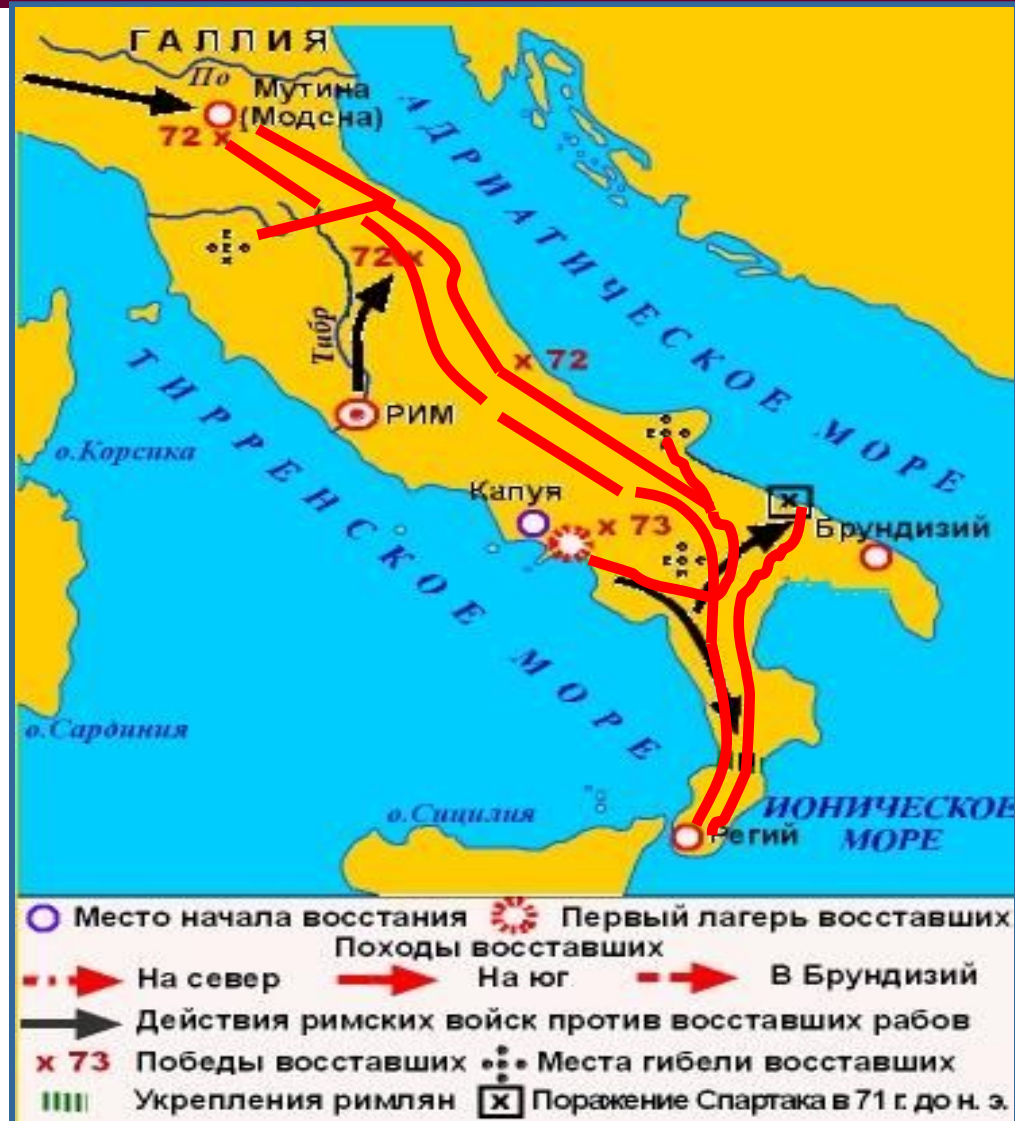 ГАЛЛИЯ
По
Мутина
(Модсна)
72 х
АДРИАТИЧЕСКОЕ МОРЕ
72 х
Тибр
х 72
ТИРРЕНСКОЕ МОРЕ
РИМ
о.Корсика
Капуя
х 73
х
Брундизий
о.Сардиния
о.Сицилия
ИОНИЧЕСКОЕ
МОРЕ
Регий
Место начала восстания Первый лагерь восставших
Походы восставших
На север На юг В Брундизий
Действия римских войск против восставших рабов
х 73 Победы восставших Места гибели восставших
Укрепления римлян х Поражение Спартака в 71 г. до н. э.